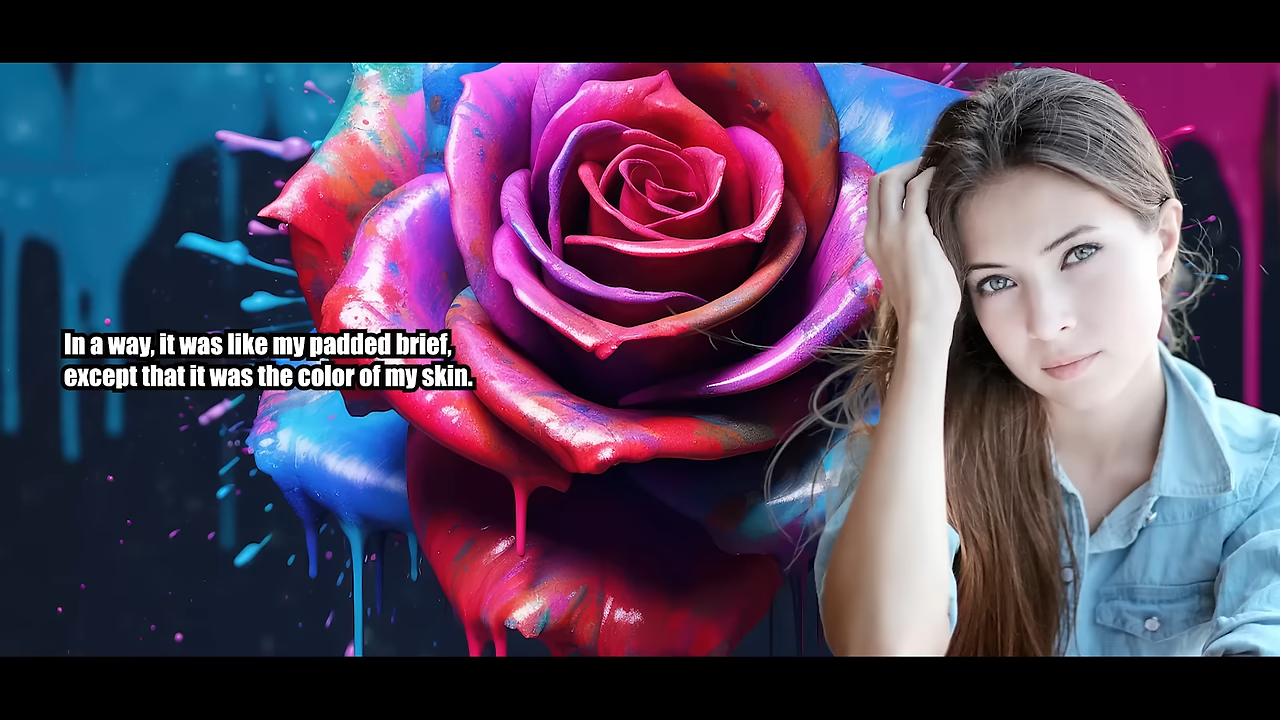 In a way, it was like my padded brief,
except that it was the color of my skin.